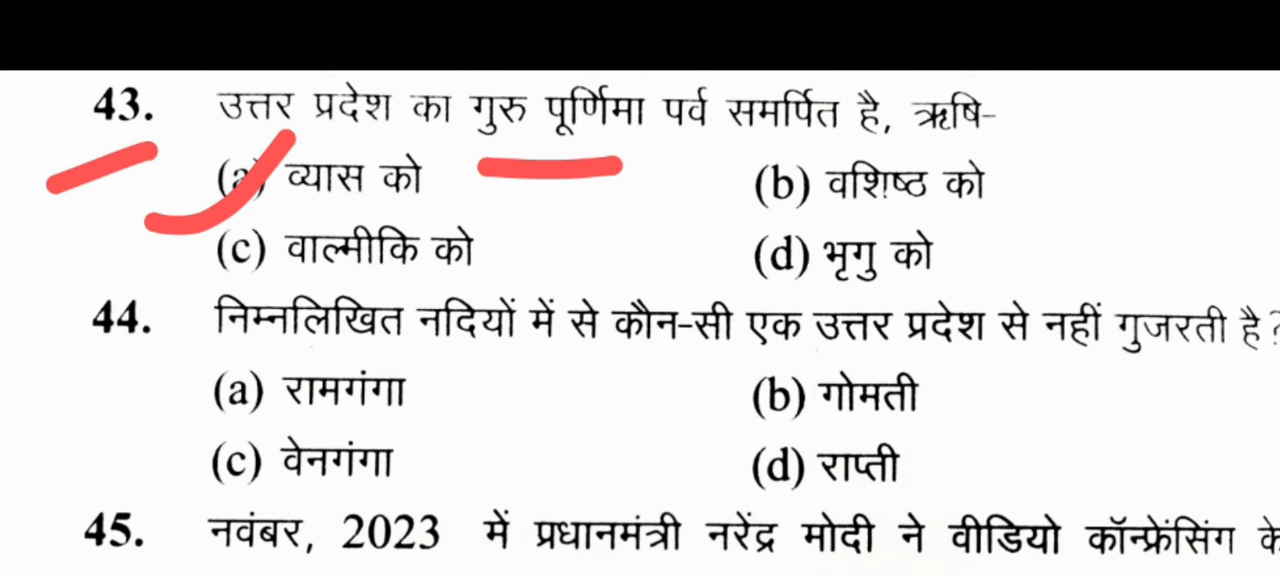 43. उत्तर प्रदेश का गुरु पूर्णिमा पर्व समर्पित है, ऋषि-
(a) व्यास को (b) वशिष्ठ को
(c) वाल्मीकि को (d) भृगु को
44. निम्नलिखित नदियों में से कौन-सी एक उत्तर प्रदेश से नहीं गुजरती है?
(a) रामगंगा (b) गोमती
(c) वेनगंगा (d) राप्ती
45. नवंबर, 2023 में प्रधानमंत्री नरेंद्र मोदी ने वीडियो कॉन्फ्रेंसिंग के